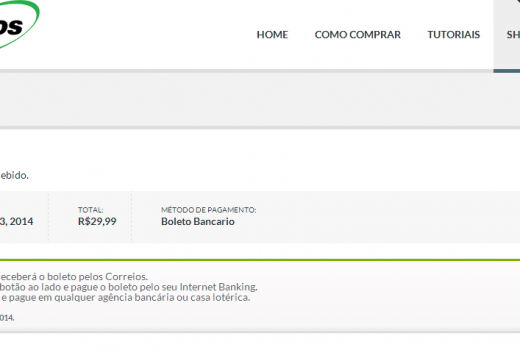 OS
HOME COMO COMPRAR TUTORIAIS SH
ebido.
TOTAL: MÉTODO DE PAGAMENTO:
3, 2014 R$29,99 Boleto Bancario
eceberá o boleto pelos Correios.
botão ao lado e pague o boleto pelo seu Internet Banking.
e pague em qualquer agência bancária ou casa lotérica.
2014.